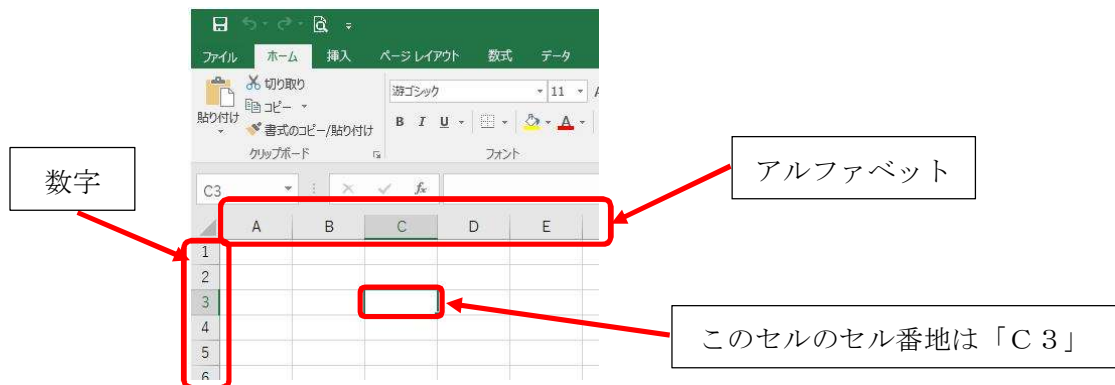 ファイル ホーム 挿入 ページ レイアウト 数式 データ
切り取り
コピー
書式のコピー/貼り付け
貼り付け
游ゴシック 11
B I U A
クリップボード フォント
数字
アルファベット
C3 fx
A B C D E
1
2
3
4
5
6
このセルのセル番地は「C３」